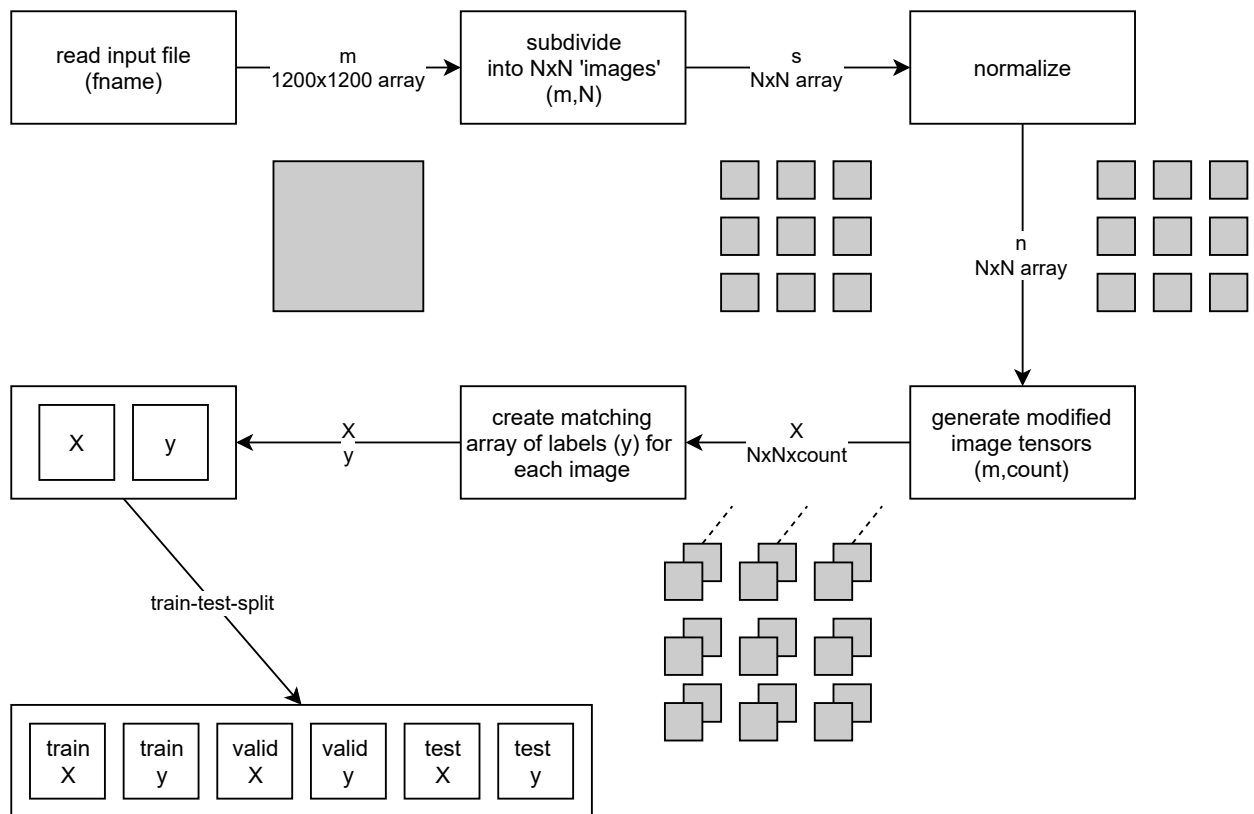 read input file
(fname)
m
1200x1200 array
subdivide
into NxN 'images'
(m,N)
s
NxN array
normalize
n
NxN array
generate modified
image tensors
(m,count)
X
NxNxcount
create matching
array of labels (y) for
each image
X
y
X
y
train-test-split
train
X
train
y
valid
X
valid
y
test
X
test
y